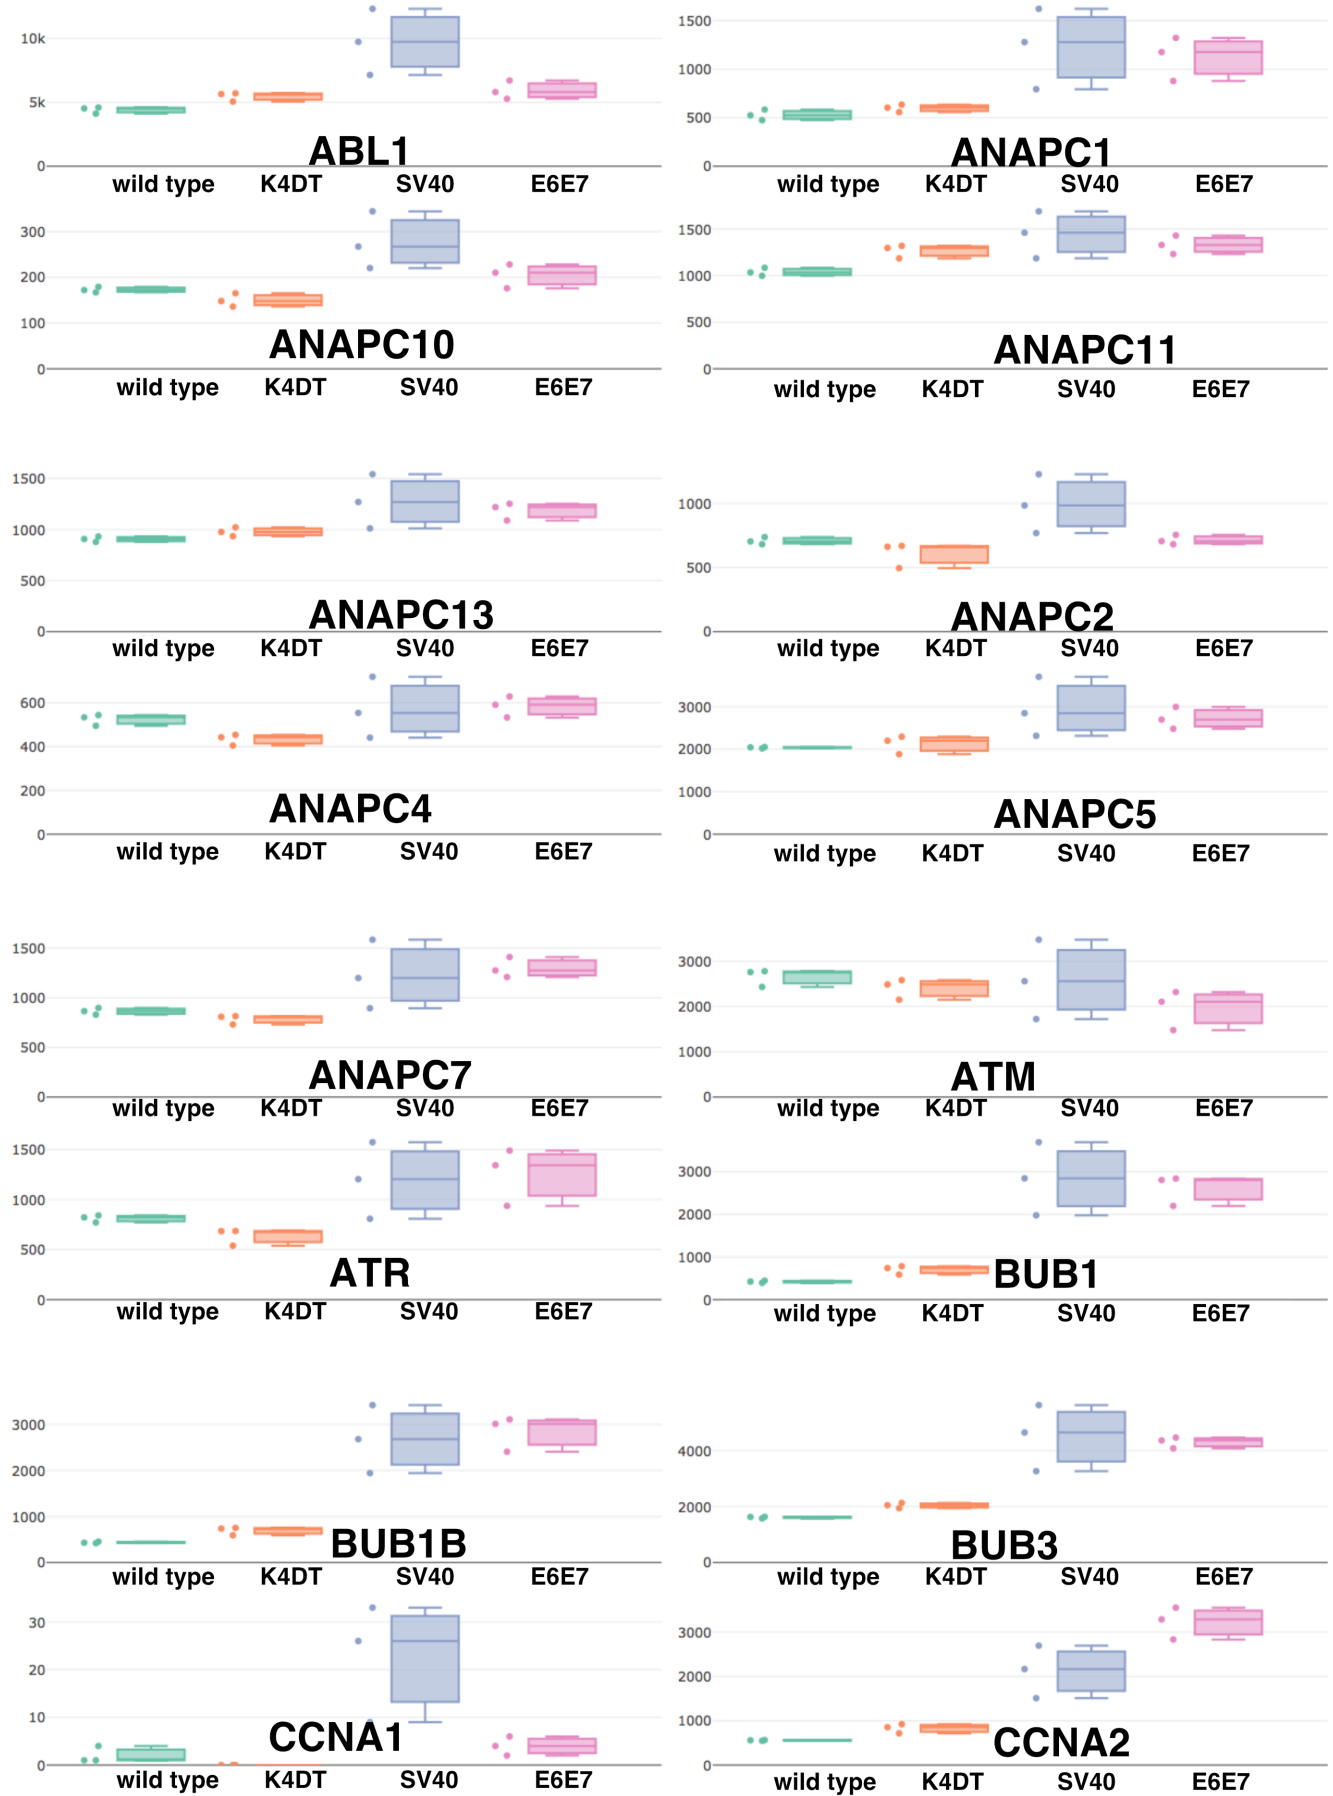 10k
5k
0
ABL1
wild type K4DT SV40 E6E7
1500
1000
500
0
ANAPC1
wild type K4DT SV40 E6E7
300
200
100
0
ANAPC10
wild type K4DT SV40 E6E7
1500
1000
500
0
ANAPC11
wild type K4DT SV40 E6E7
1500
1000
500
0
ANAPC13
wild type K4DT SV40 E6E7
1000
500
0
ANAPC2
wild type K4DT SV40 E6E7
600
400
200
0
ANAPC4
wild type K4DT SV40 E6E7
3000
2000
1000
0
ANAPC5
wild type K4DT SV40 E6E7
1500
1000
500
0
ANAPC7
wild type K4DT SV40 E6E7
3000
2000
1000
0
ATM
wild type K4DT SV40 E6E7
1500
1000
500
0
ATR
wild type K4DT SV40 E6E7
3000
2000
1000
0
BUB1
wild type K4DT SV40 E6E7
3000
2000
1000
0
BUB1B
wild type K4DT SV40 E6E7
4000
2000
0
BUB3
wild type K4DT SV40 E6E7
30
20
10
0
CCNA1
wild type K4DT SV40 E6E7
3000
2000
1000
0
CCNA2
wild type K4DT SV40 E6E7